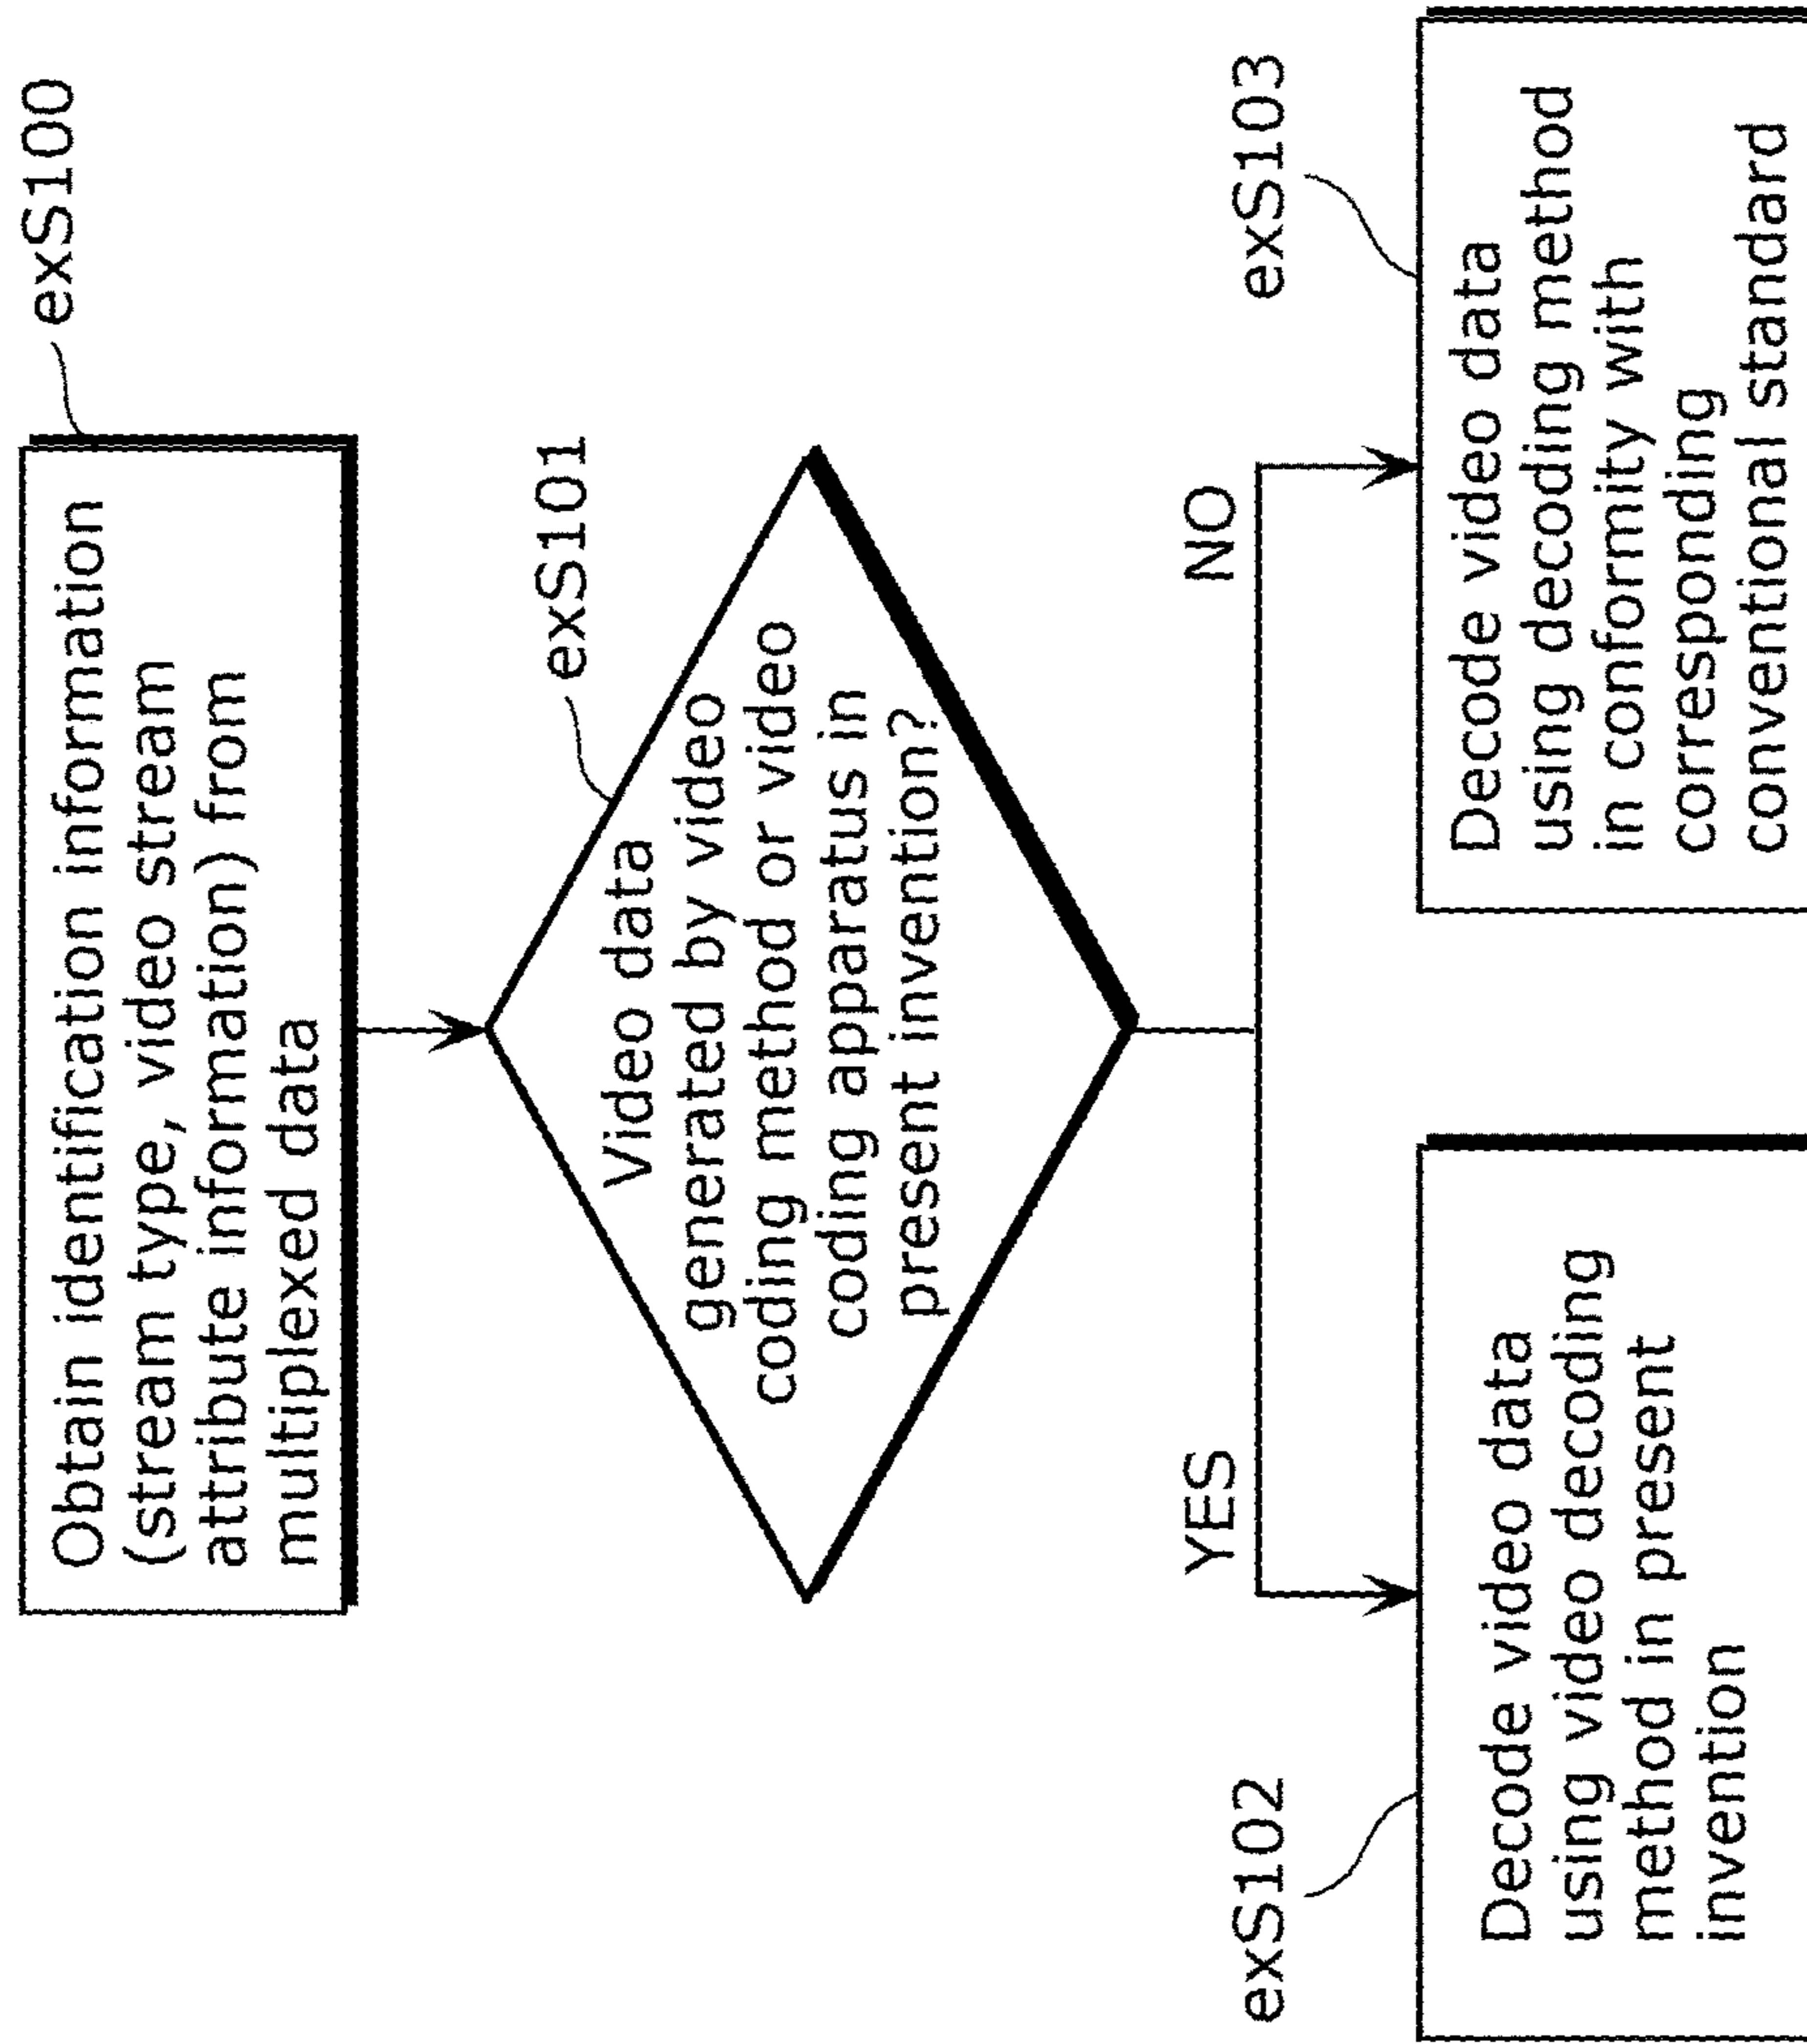 exS100
Obtain identification information
(stream type, video stream
attribute information) from
multiplexed data
exS101
Video data
generated by video
coding method or video
coding apparatus in
present invention?
YES
NO
exS102
Decode video data
using video decoding
method in present
invention
exS103
Decode video data
using decoding method
in conformity with
corresponding
conventional standard